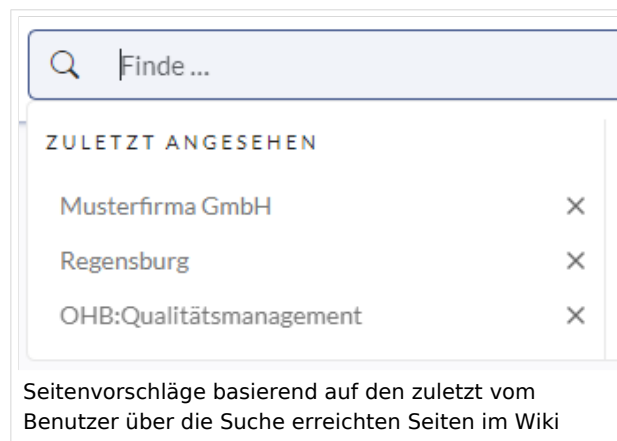 Finde ...
ZULETZT ANGESEHEN
Musterfirma GmbH
Regensburg
OHB:Qualitätsmanagement
Seitenvorschläge basierend auf den zuletzt vom
Benutzer über die Suche erreichten Seiten im Wiki